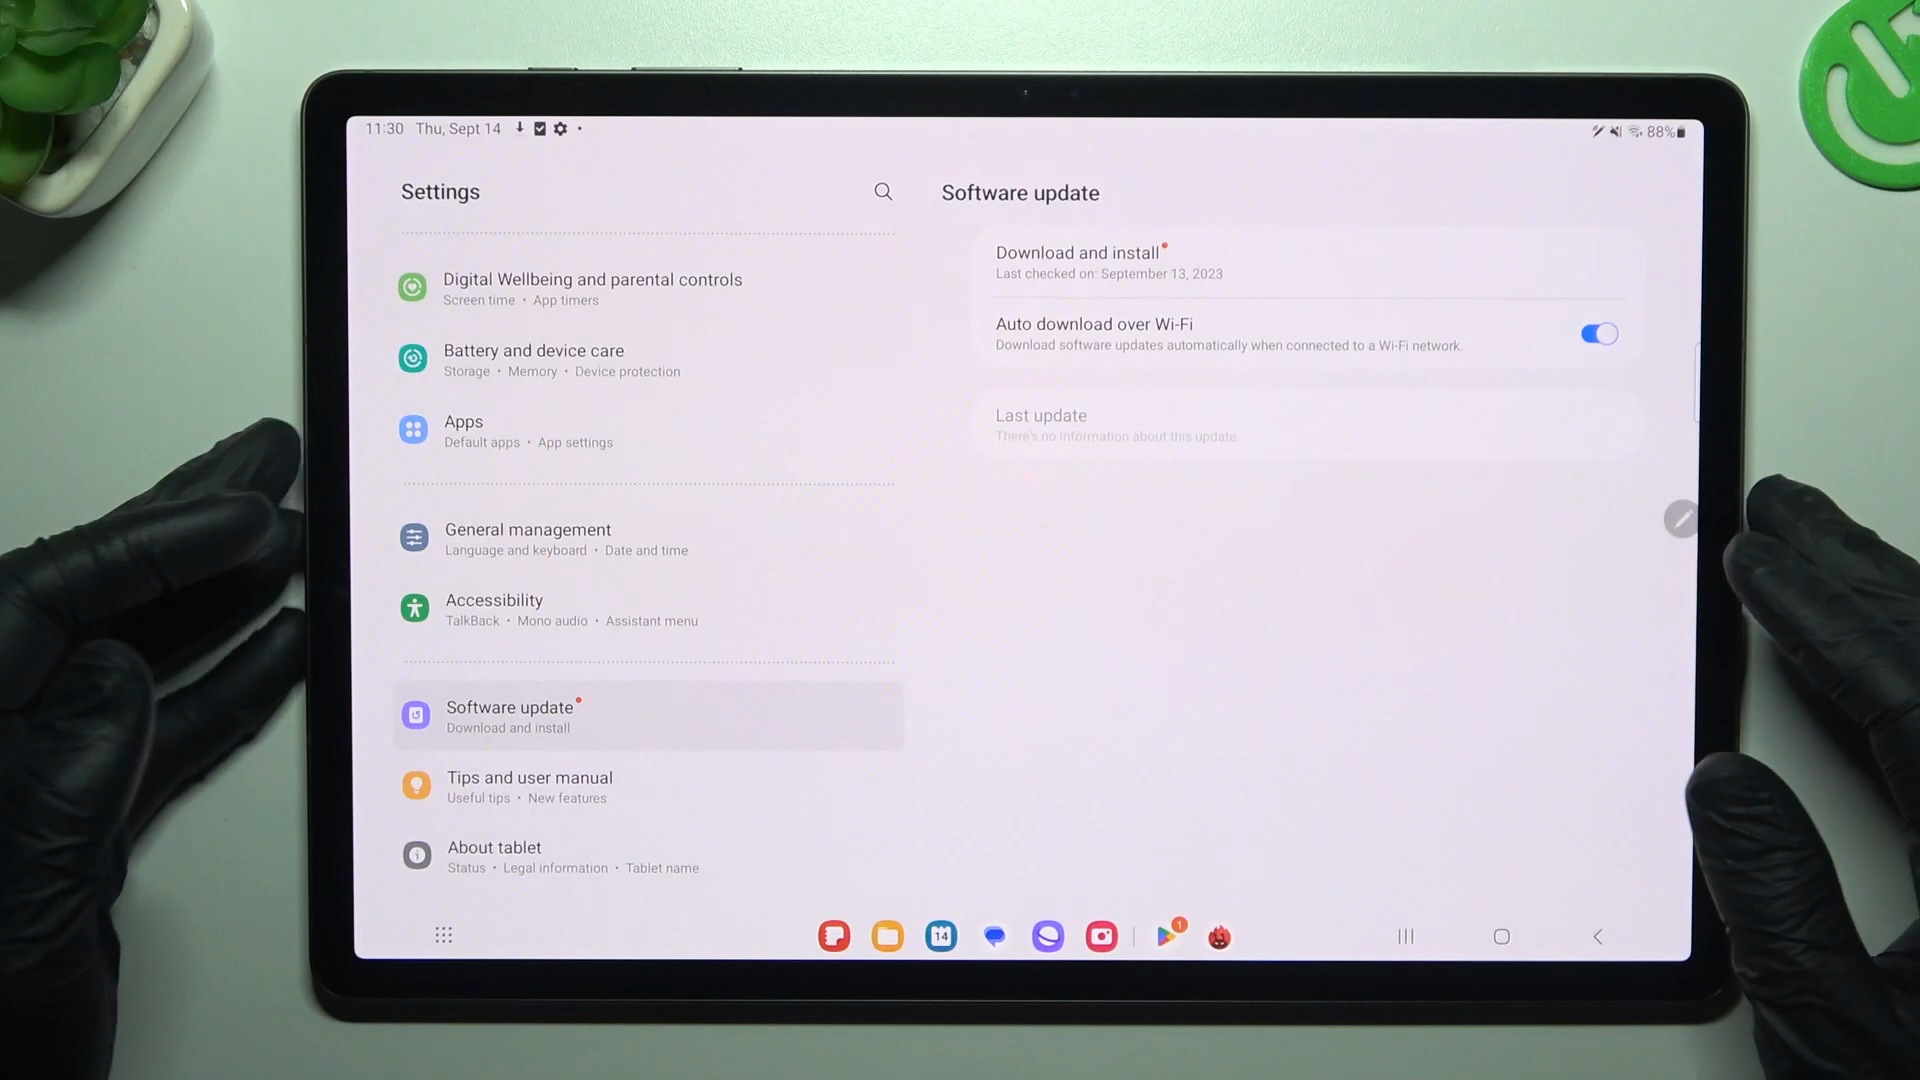 11:30 Thu, Sept 14
88%
Settings
Digital Wellbeing and parental controls
Screen time • App timers
Battery and device care
Storage • Memory • Device protection
Apps
Default apps • App settings
General management
Language and keyboard • Date and time
Accessibility
TalkBack • Mono audio • Assistant menu
Software update
Download and install
Tips and user manual
Useful tips • New features
About tablet
Status • Legal information • Tablet name
Software update
Download and install
Last checked on: September 13, 2023
Auto download over Wi-Fi
Download software updates automatically when connected to a Wi-Fi network.
Last update
There's no information about this update.
14
1